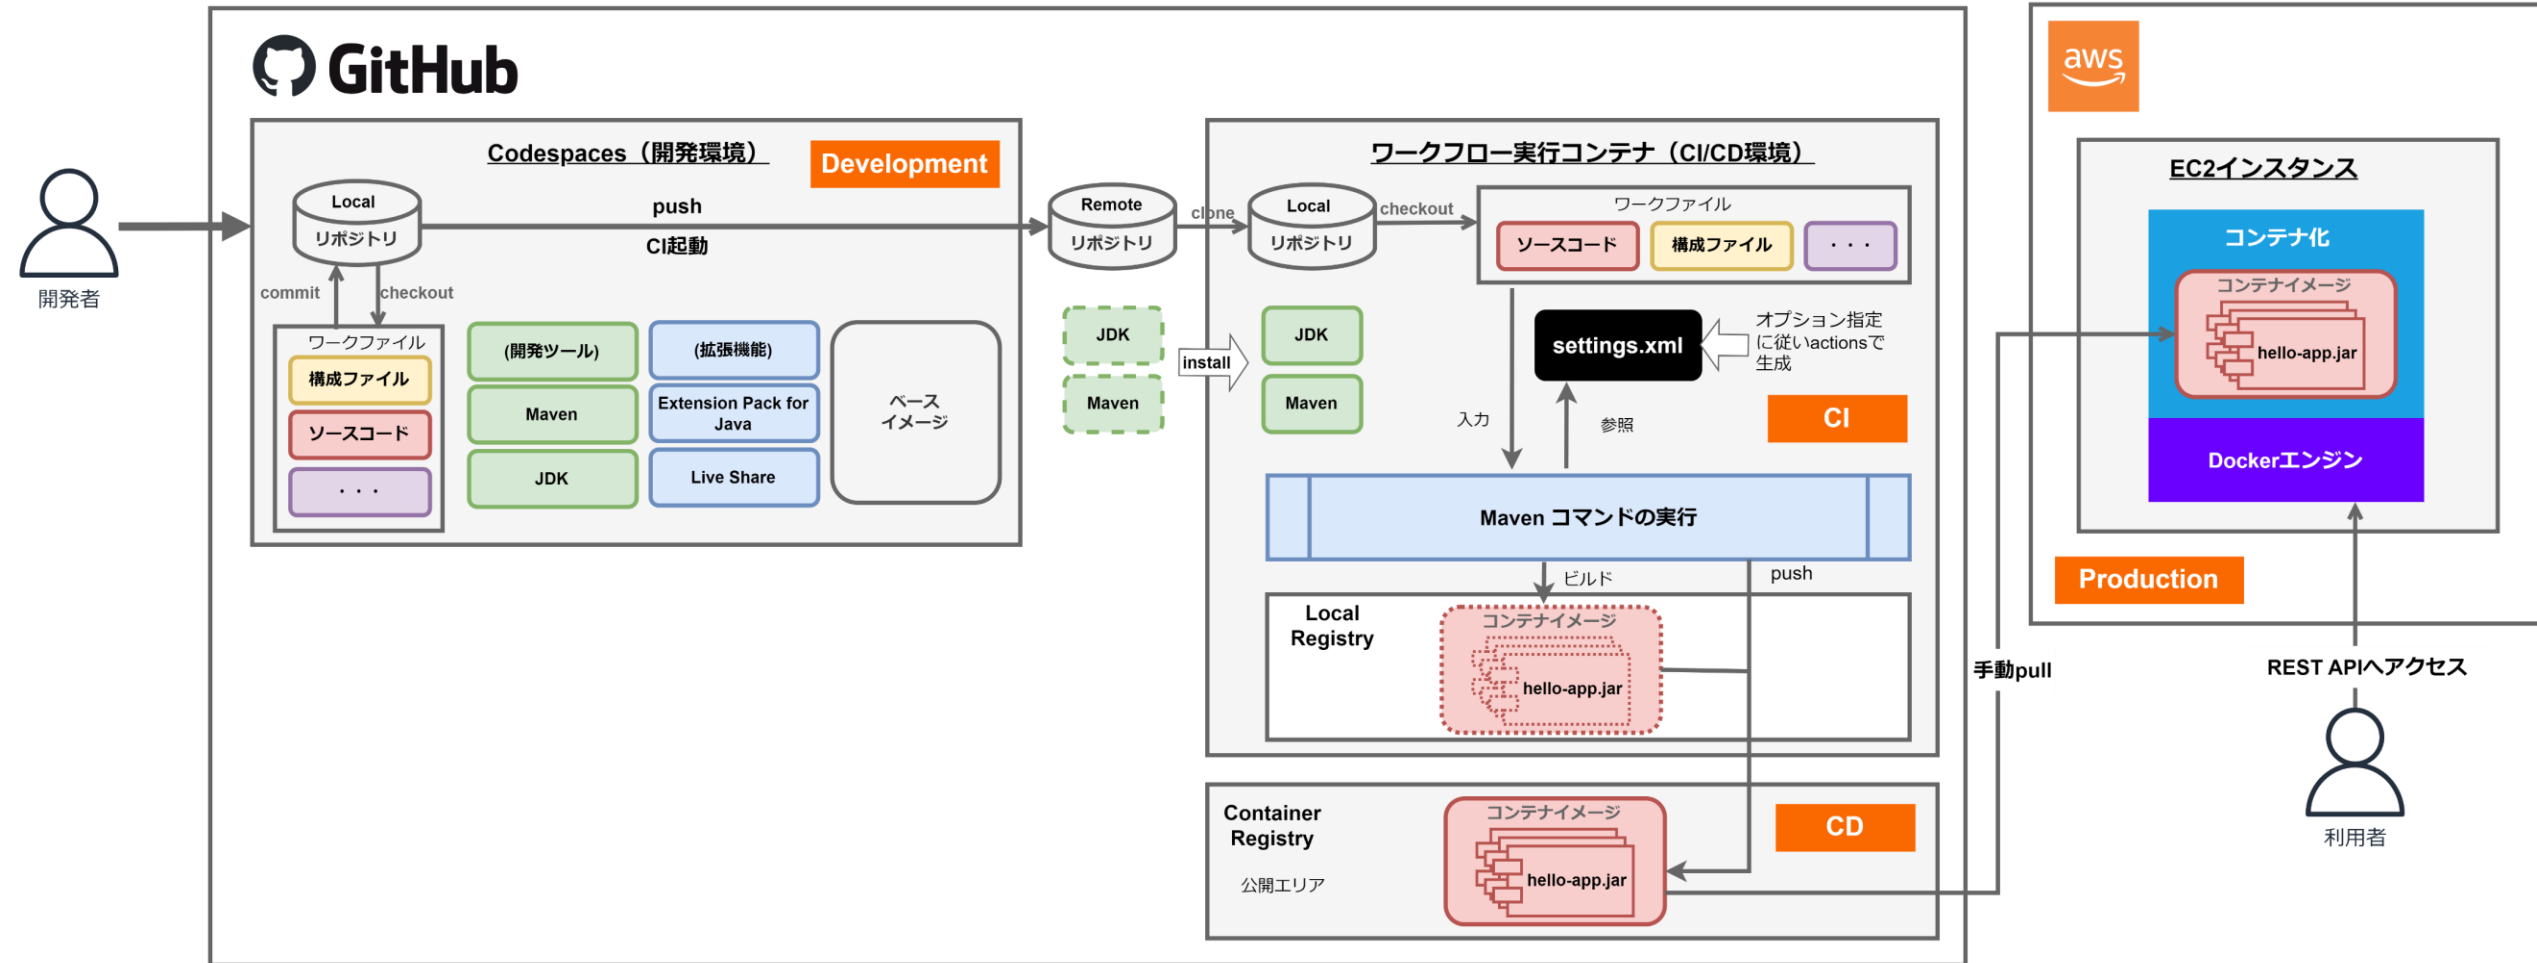 GitHub
Codespaces（開発環境）
Development
Local
リポジトリ
push
CI起動
commit
checkout
ワークファイル
構成ファイル
ソースコード
・・・
(開発ツール)
Maven
JDK
(拡張機能)
Extension Pack for
Java
Live Share
ベース
イメージ
開発者
Remote
リポジトリ
clone
JDK
Maven
install
ワークフロー実行コンテナ（CI/CD環境）
Local
リポジトリ
checkout
ワークファイル
ソースコード
構成ファイル
・・・
JDK
Maven
settings.xml
オプション指定
に従いactionsで
生成
入力
参照
CI
Maven コマンドの実行
ビルド
push
Local
Registry
コンテナイメージ
hello-app.jar
Container
Registry
公開エリア
コンテナイメージ
hello-app.jar
CD
手動pull
aws
EC2インスタンス
コンテナ化
コンテナイメージ
hello-app.jar
Dockerエンジン
Production
REST APIへアクセス
利用者